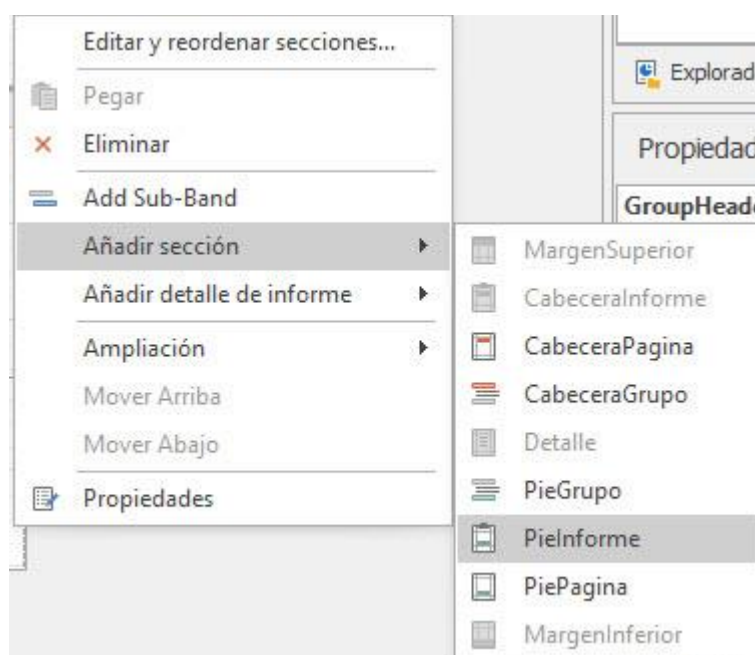 Editar y reordenar secciones...
Pegar
Eliminar
Add Sub-Band
Añadir sección
Añadir detalle de informe
Ampliación
Mover Arriba
Mover Abajo
Propiedades
Explorad
Propiedad
GroupHead
MargenSuperior
CabeceraInforme
CabeceraPagina
CabeceraGrupo
Detalle
PieGrupo
PieInforme
PiePagina
MargenInferior